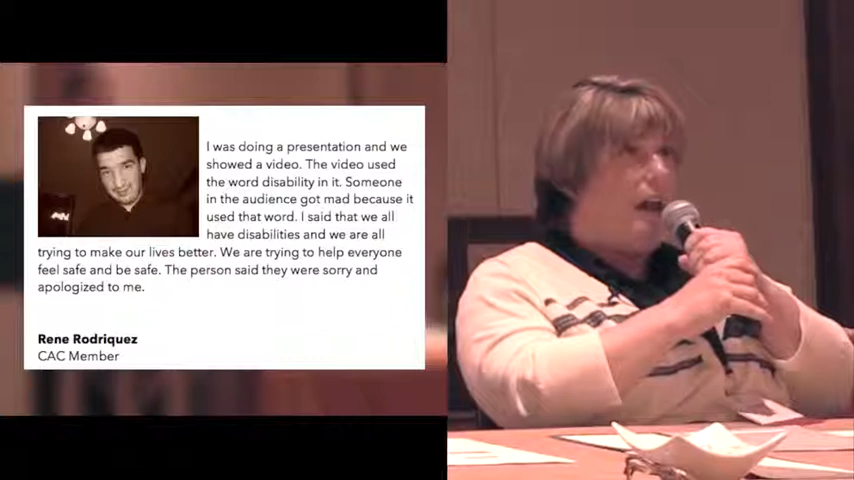 I was doing a presentation and we
showed a video. The video used
the word disability in it. Someone
in the audience got mad because it
used that word. I said that we all
have disabilities and we are all
trying to make our lives better. We are trying to help everyone
feel safe and be safe. The person said they were sorry and
apologized to me.
Rene Rodriquez
CAC Member